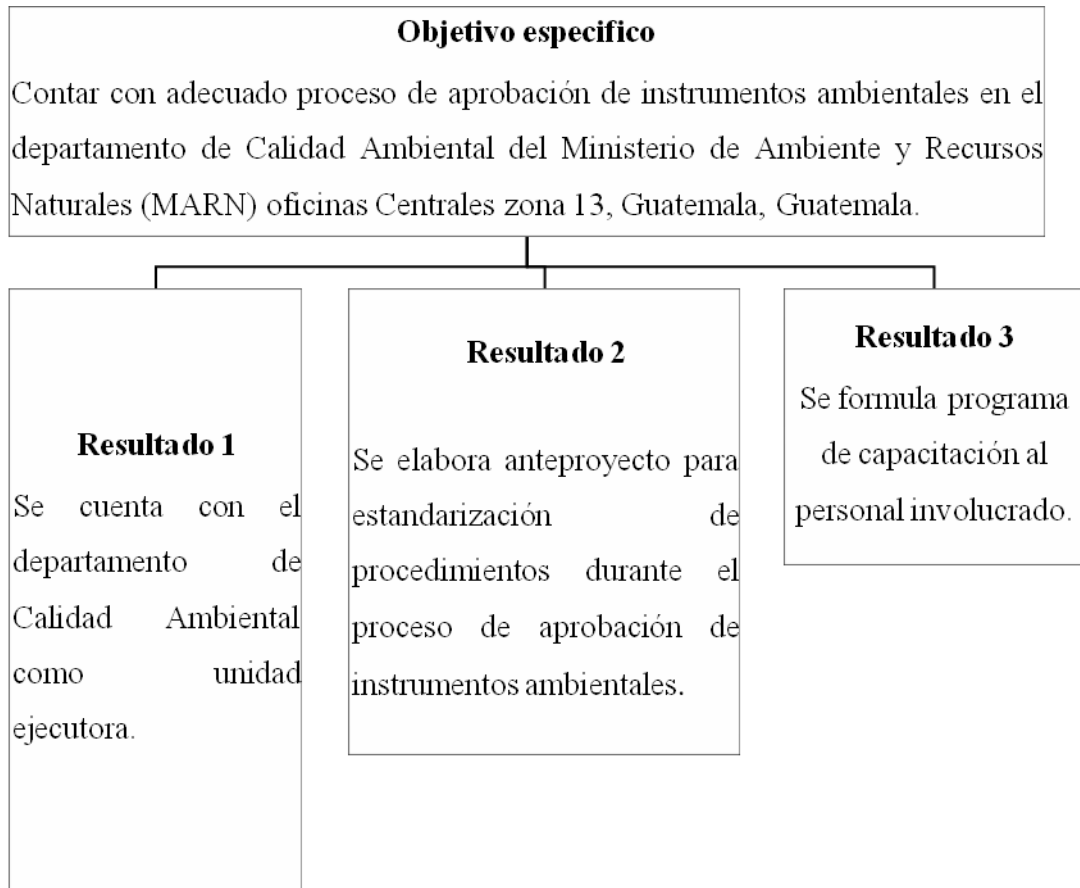 Objetivo especifico
Contar con adecuado proceso de aprobación de instrumentos ambientales en el
departamento de Calidad Ambiental del Ministerio de Ambiente y Recursos
Naturales (MARN) oficinas Centrales zona 13, Guatemala, Guatemala.
Resultado 1
Se cuenta con el
departamento de
Calidad Ambiental
como unidad
ejecutora.
Resultado 2
Se elabora anteproyecto para
estandarización de
procedimientos durante el
proceso de aprobación de
instrumentos ambientales.
Resultado 3
Se formula programa
de capacitación al
personal involucrado.